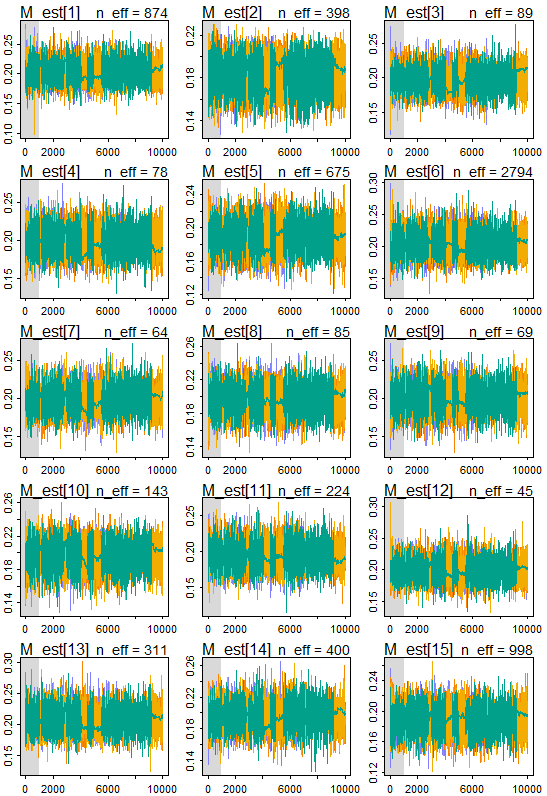 M_est[1] n_eff = 874
M_est[2] n_eff = 398
M_est[3] n_eff = 89
0.10 0.15 0.20 0.25
0.14 0.18 0.22
0.15 0.20 0.25
0 2000 6000 10000
0 2000 6000 10000
0 2000 6000 10000
M_est[4] n_eff = 78
M_est[5] n_eff = 675
M_est[6] n_eff = 2794
0.15 0.20 0.25
0.12 0.16 0.20 0.24
0.15 0.20 0.25 0.30
0 2000 6000 10000
0 2000 6000 10000
0 2000 6000 10000
M_est[7] n_eff = 64
M_est[8] n_eff = 85
M_est[9] n_eff = 69
0.15 0.20 0.25
0.14 0.18 0.22 0.26
0.15 0.20 0.25
0 2000 6000 10000
0 2000 6000 10000
0 2000 6000 10000
M_est[10] n_eff = 143
M_est[11] n_eff = 224
M_est[12] n_eff = 45
0.14 0.18 0.22 0.26
0.15 0.20 0.25
0.15 0.20 0.25 0.30
0 2000 6000 10000
0 2000 6000 10000
0 2000 6000 10000
M_est[13] n_eff = 311
M_est[14] n_eff = 400
M_est[15] n_eff = 998
0.15 0.20 0.25 0.30
0.14 0.18 0.22 0.26
0.12 0.16 0.20 0.24
0 2000 6000 10000
0 2000 6000 10000
0 2000 6000 10000